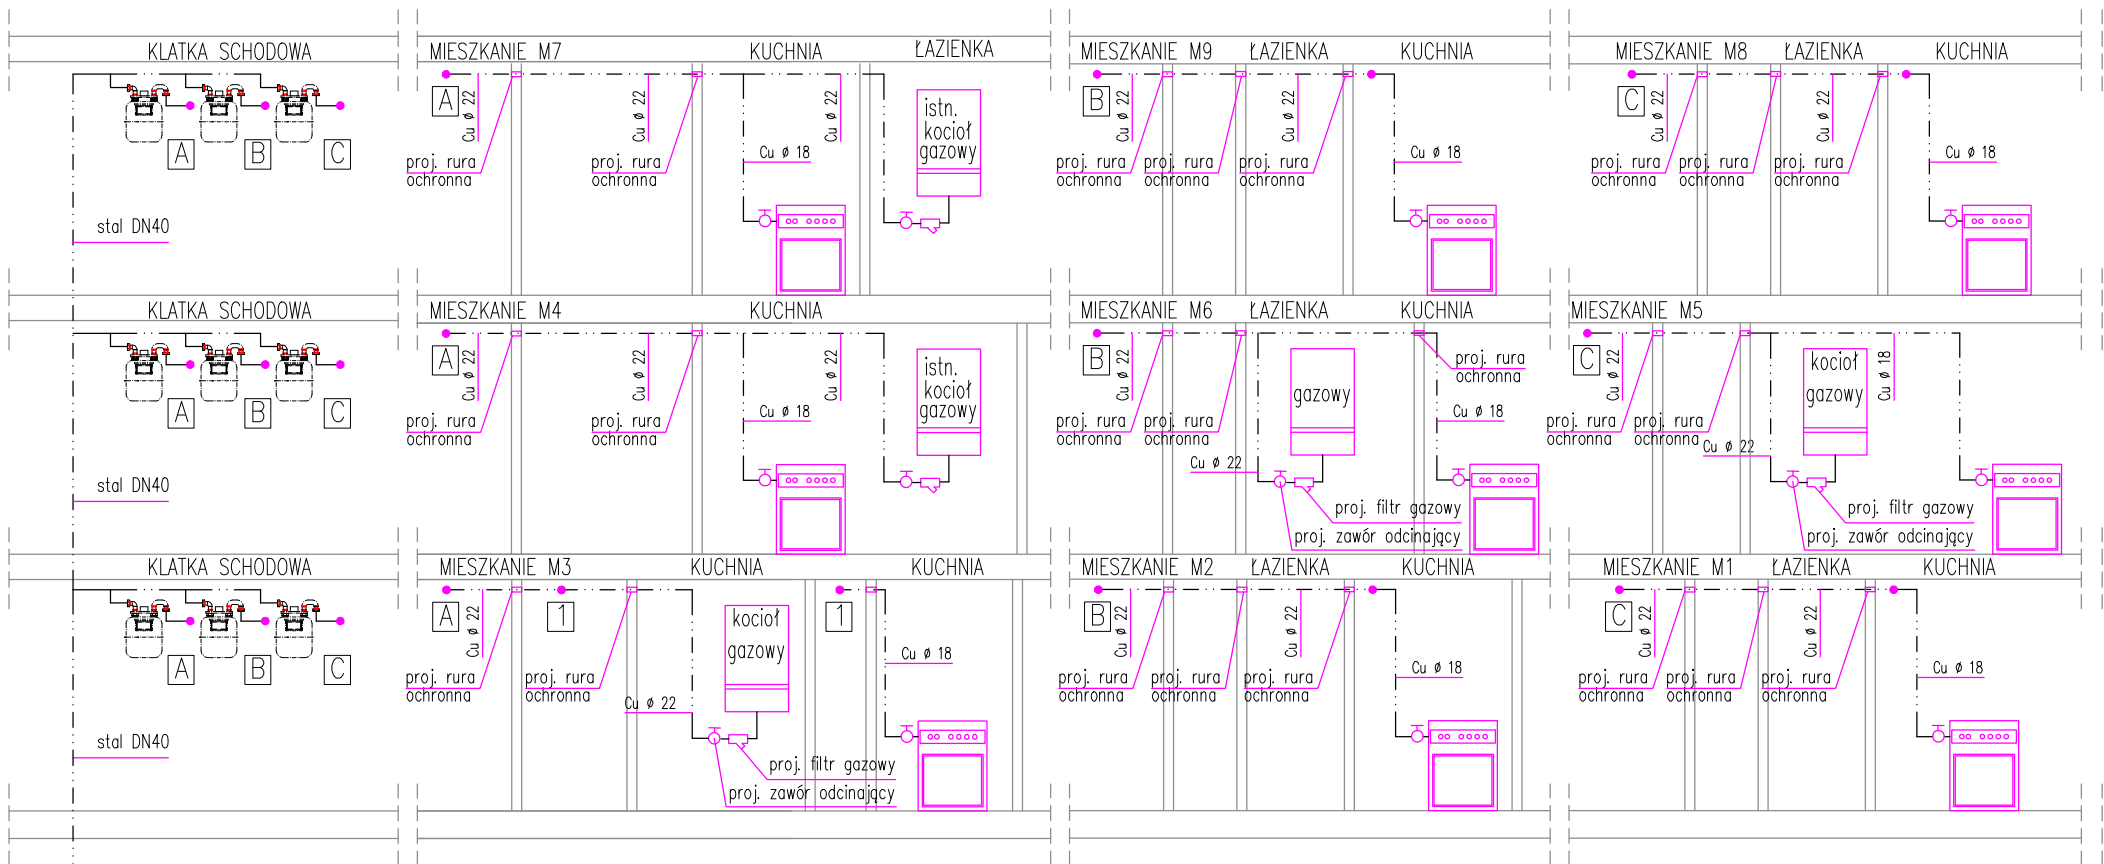 KLATKA SCHODOWA
A
B
C
stal DN40
MIESZKANIE M7
KUCHNIA
ŁAZIENKA
A
Cu ø 22
Cu ø 22
Cu ø 22
proj. rura
ochronna
proj. rura
ochronna
Cu ø 18
istn.
kocioł
gazowy
MIESZKANIE M9
ŁAZIENKA
KUCHNIA
B
Cu ø 22
Cu ø 22
proj. rura
ochronna
proj. rura
ochronna
proj. rura
ochronna
Cu ø 18
MIESZKANIE M8
ŁAZIENKA
KUCHNIA
C
Cu ø 22
Cu ø 22
proj. rura
ochronna
proj. rura
ochronna
proj. rura
ochronna
Cu ø 18
KLATKA SCHODOWA
A
B
C
stal DN40
MIESZKANIE M4
KUCHNIA
A
Cu ø 22
Cu ø 22
Cu ø 22
proj. rura
ochronna
proj. rura
ochronna
Cu ø 18
istn.
kocioł
gazowy
MIESZKANIE M6
ŁAZIENKA
KUCHNIA
B
Cu ø 22
proj. rura
ochronna
proj. rura
ochronna
Cu ø 22
gazowy
proj. rura
ochronna
Cu ø 18
proj. filtr gazowy
proj. zawór odcinający
MIESZKANIE M5
C
Cu ø 22
proj. rura
ochronna
proj. rura
ochronna
Cu ø 22
kocioł
gazowy
Cu ø 18
proj. filtr gazowy
proj. zawór odcinający
KLATKA SCHODOWA
A
B
C
stal DN40
MIESZKANIE M3
KUCHNIA
KUCHNIA
A
Cu ø 22
1
1
proj. rura
ochronna
proj. rura
ochronna
Cu ø 22
kocioł
gazowy
Cu ø 18
proj. filtr gazowy
proj. zawór odcinający
MIESZKANIE M2
ŁAZIENKA
KUCHNIA
B
Cu ø 22
Cu ø 22
proj. rura
ochronna
proj. rura
ochronna
proj. rura
ochronna
Cu ø 18
MIESZKANIE M1
ŁAZIENKA
KUCHNIA
C
Cu ø 22
Cu ø 22
proj. rura
ochronna
proj. rura
ochronna
proj. rura
ochronna
Cu ø 18